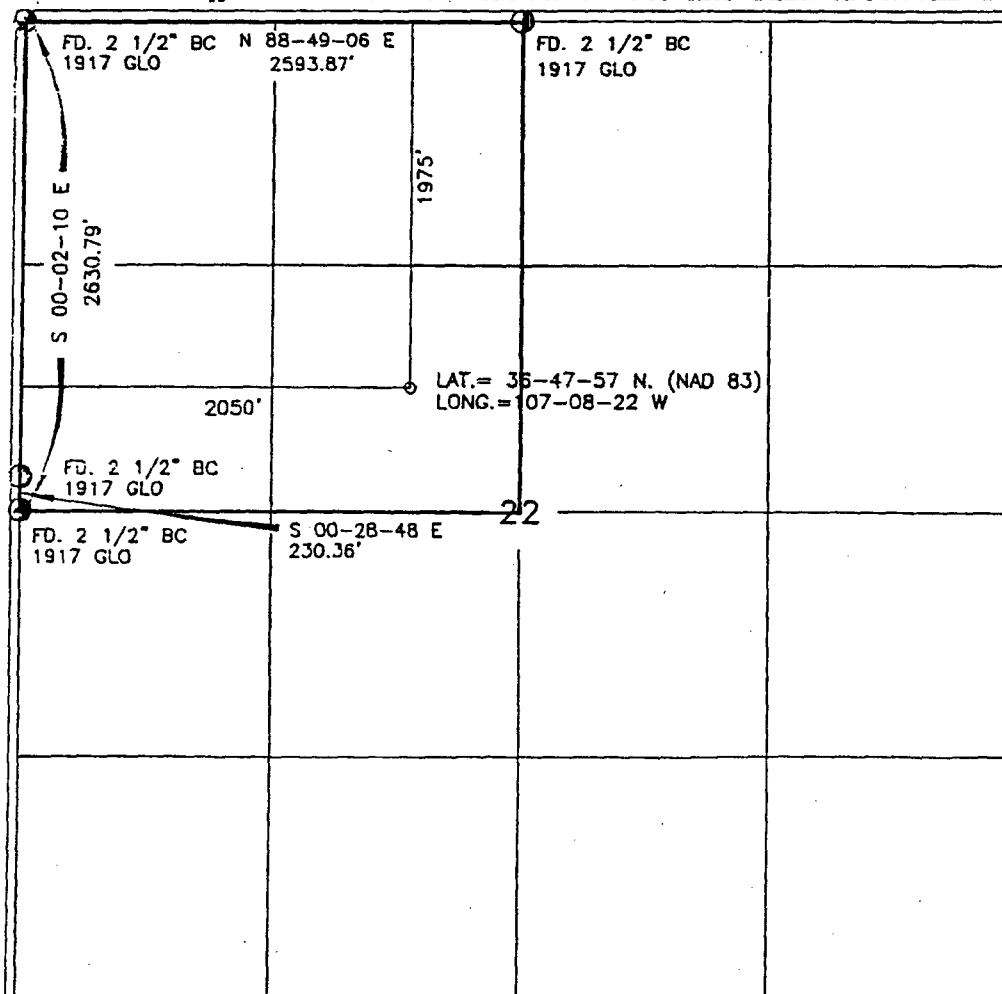 FD. 2 1/2" BC
1917 GLO
N 88-49-06 E
2593.87'
FD. 2 1/2" BC
1917 GLO
1975'
S 00-02-10 E
2630.79'
LAT.= 36-47-57 N. (NAD 83)
LONG.=107-08-22 W
2050'
FD. 2 1/2" BC
1917 GLO
22
FD. 2 1/2" BC
1917 GLO
S 00-28-48 E
230.36'